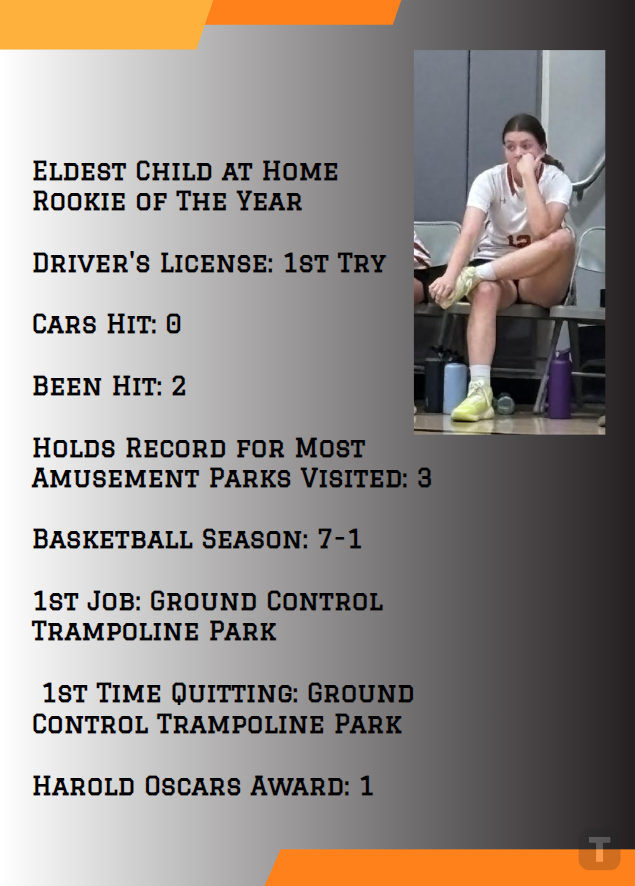 Eldest Child at Home
Rookie of The Year
Driver's License: 1st Try
Cars Hit: 0
Been Hit: 2
Holds Record for Most
Amusement Parks Visited: 3
Basketball Season: 7-1
1st Job: Ground Control
Trampoline Park
1st Time Quitting: Ground
Control Trampoline Park
Harold Oscars Award: 1
12
T